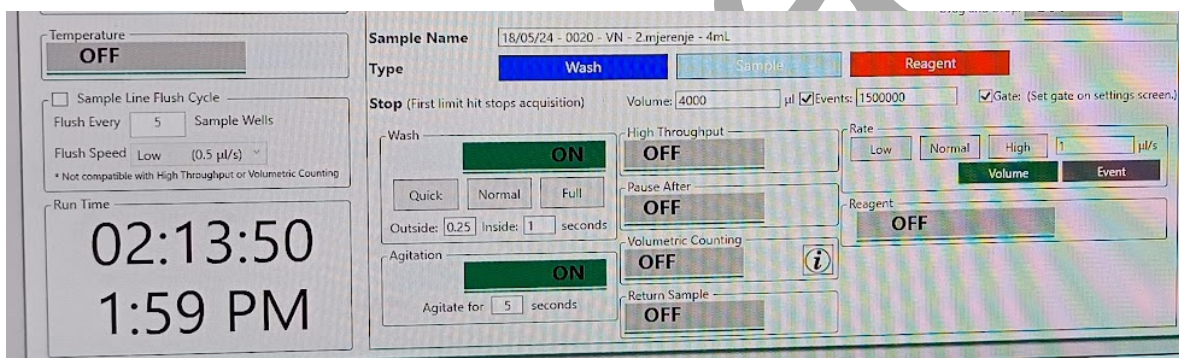 Temperature
OFF
Sample Line Flush Cycle
Flush Every 5 Sample Wells
Flush Speed Low (0.5 µl/s)
* Not compatible with High Throughput or Volumetric Counting
Run Time
02:13:50
1:59 PM
Sample Name 18/05/24 - 0020 - VN - 2.mjerenje - 4mL
Type Wash Sample Reagent
Stop (First limit hit stops acquisition) Volume: 4000 µl Events: 1500000 Gate: (Set gate on settings screen.)
Wash
ON
Quick Normal Full
Outside: 0.25 Inside: 1 seconds
Agitation
ON
Agitate for 5 seconds
High Throughput
OFF
Pause After
OFF
Volumetric Counting
OFF
i
Return Sample
OFF
Rate
Low Normal High 1 µl/s
Volume Event
Reagent
OFF